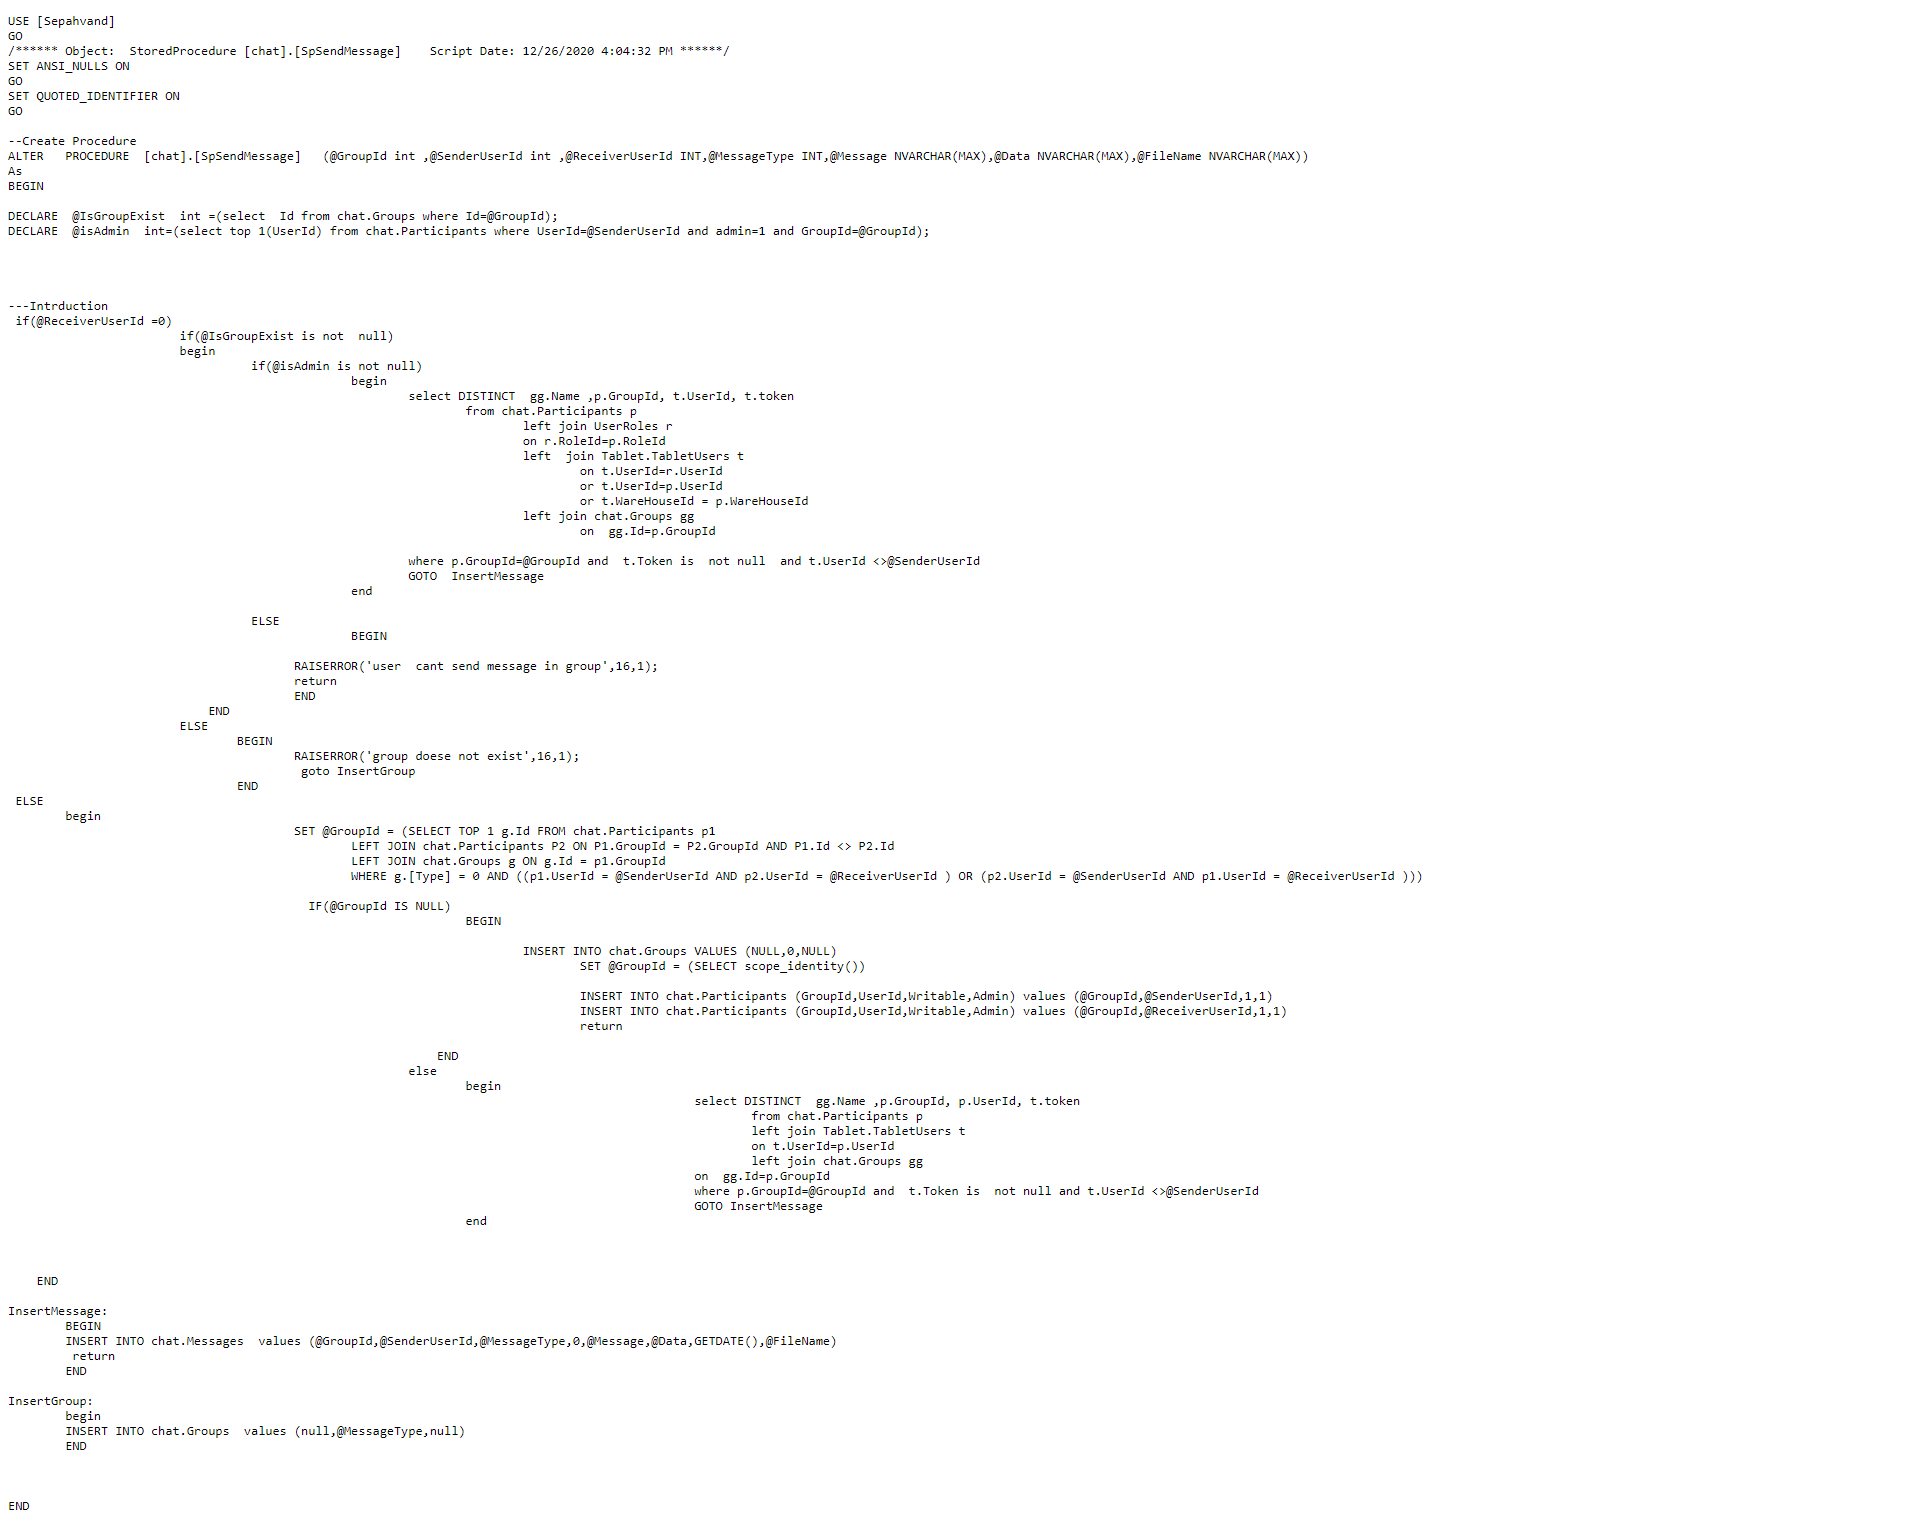 USE [Sepahvand]
GO
/****** Object:  StoredProcedure [chat].[SpSendMessage]    Script Date: 12/26/2020 4:04:32 PM ******/
SET ANSI_NULLS ON
GO
SET QUOTED_IDENTIFIER ON
GO
--Create Procedure
ALTER   PROCEDURE  [chat].[SpSendMessage]   (@GroupId int ,@SenderUserId int ,@ReceiverUserId INT,@MessageType INT,@Message NVARCHAR(MAX),@Data NVARCHAR(MAX),@FileName NVARCHAR(MAX))
As
BEGIN
DECLARE  @IsGroupExist  int =(select  Id from chat.Groups where Id=@GroupId);
DECLARE  @isAdmin  int=(select top 1(UserId) from chat.Participants where UserId=@SenderUserId and admin=1 and GroupId=@GroupId);
---Intrduction
if(@ReceiverUserId =0)
if(@IsGroupExist is not  null)
begin
if(@isAdmin is not null)
begin
select DISTINCT  gg.Name ,p.GroupId, t.UserId, t.token
from chat.Participants p
left join UserRoles r
on r.RoleId=p.RoleId
left  join Tablet.TabletUsers t
on t.UserId=r.UserId
or t.UserId=p.UserId
or t.WareHouseId = p.WareHouseId
left join chat.Groups gg
on  gg.Id=p.GroupId
where p.GroupId=@GroupId and  t.Token is  not null  and t.UserId <>@SenderUserId
GOTO  InsertMessage
end
ELSE
BEGIN
RAISERROR('user  cant send message in group',16,1);
return
END
END
ELSE
BEGIN
RAISERROR('group doese not exist',16,1);
goto InsertGroup
END
ELSE
begin
SET @GroupId = (SELECT TOP 1 g.Id FROM chat.Participants p1
LEFT JOIN chat.Participants P2 ON P1.GroupId = P2.GroupId AND P1.Id <> P2.Id
LEFT JOIN chat.Groups g ON g.Id = p1.GroupId
WHERE g.[Type] = 0 AND ((p1.UserId = @SenderUserId AND p2.UserId = @ReceiverUserId ) OR (p2.UserId = @SenderUserId AND p1.UserId = @ReceiverUserId )))
IF(@GroupId IS NULL)
BEGIN
INSERT INTO chat.Groups VALUES (NULL,0,NULL)
SET @GroupId = (SELECT scope_identity())
INSERT INTO chat.Participants (GroupId,UserId,Writable,Admin) values (@GroupId,@SenderUserId,1,1)
INSERT INTO chat.Participants (GroupId,UserId,Writable,Admin) values (@GroupId,@ReceiverUserId,1,1)
return
END
else
begin
select DISTINCT  gg.Name ,p.GroupId, p.UserId, t.token
from chat.Participants p
left join Tablet.TabletUsers t
on t.UserId=p.UserId
left join chat.Groups gg
on  gg.Id=p.GroupId
where p.GroupId=@GroupId and  t.Token is  not null and t.UserId <>@SenderUserId
GOTO InsertMessage
end
END
InsertMessage:
BEGIN
INSERT INTO chat.Messages  values (@GroupId,@SenderUserId,@MessageType,0,@Message,@Data,GETDATE(),@FileName)
return
END
InsertGroup:
begin
INSERT INTO chat.Groups  values (null,@MessageType,null)
END
END